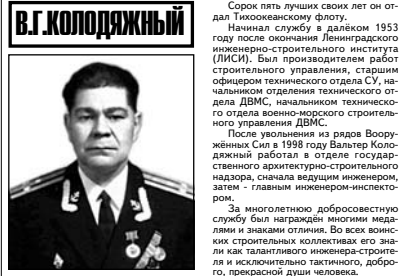 В.Г.КОЛОДЯЖНЫЙ
Сорок пять лучших своих лет он от-
дал Тихоокеанскому флоту.
Начинал службу в далёком 1953
году после окончания Ленинградского
инженерно-строительного института
(ЛИСИ). Был производителем работ
строительного управления, старшим
офицером технического отдела СУ, на-
чальником отделения технического от-
дела ДВМС, начальником техническо-
го отдела военно-морского строитель-
ного управления ДВМС.
После увольнения из рядов Воору-
жённых Сил в 1998 году Вальтер Коло-
дяжный работал в отделе государ-
ственного архитектурно-строительного
надзора, сначала ведущим инженером,
затем - главным инженером-инспекто-
ром.
За многолетнюю добросовестную
службу был награждён многими меда-
лями и знаками отличия. Во всех воинс-
ких строительных коллективах его зна-
ли как талантливого инженера-строите-
ля и исключительно тактичного, добро-
го, прекрасной души человека.